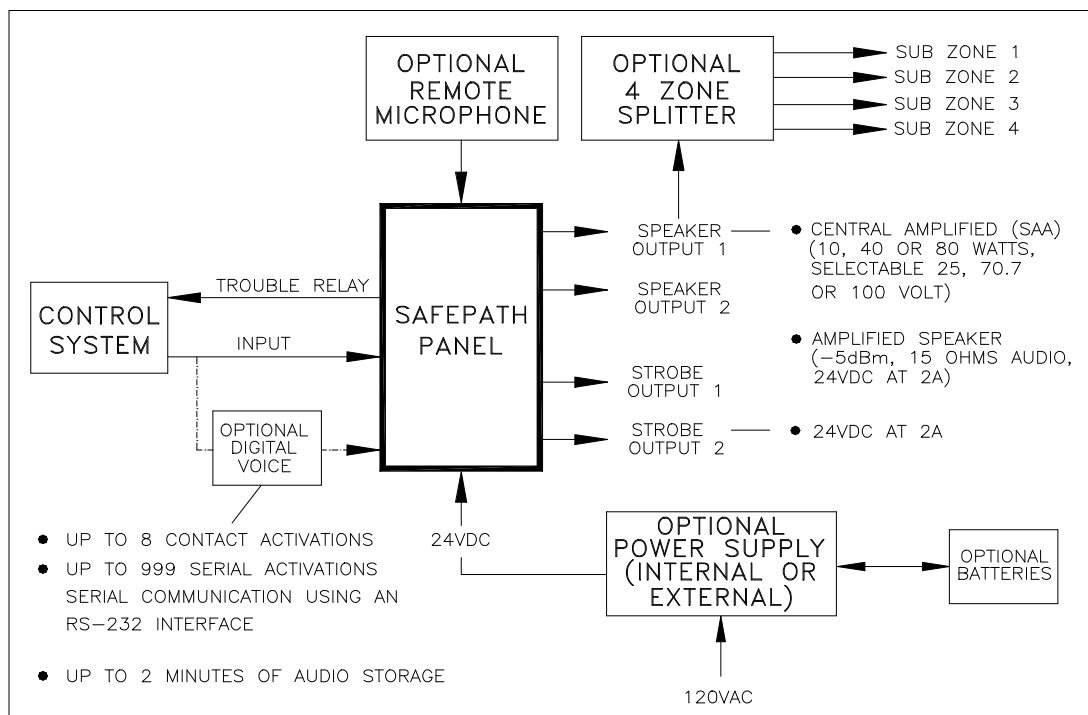 OPTIONAL
REMOTE
MICROPHONE
OPTIONAL
4 ZONE
SPLITTER
SUB ZONE 1
SUB ZONE 2
SUB ZONE 3
SUB ZONE 4
SPEAKER
OUTPUT 1
● CENTRAL AMPLIFIED (SAA)
(10, 40 OR 80 WATTS,
SELECTABLE 25, 70.7
OR 100 VOLT)
TROUBLE RELAY
SPEAKER
OUTPUT 2
CONTROL
SYSTEM
SAFEPATH
PANEL
INPUT
● AMPLIFIED SPEAKER
(−5dBm, 15 OHMS AUDIO,
24VDC AT 2A)
STROBE
OUTPUT 1
OPTIONAL
DIGITAL
VOICE
STROBE
OUTPUT 2
● 24VDC AT 2A
● UP TO 8 CONTACT ACTIVATIONS
● UP TO 999 SERIAL ACTIVATIONS
SERIAL COMMUNICATION USING AN
RS−232 INTERFACE
● UP TO 2 MINUTES OF AUDIO STORAGE
24VDC
OPTIONAL
POWER SUPPLY
(INTERNAL OR
EXTERNAL)
OPTIONAL
BATTERIES
120VAC